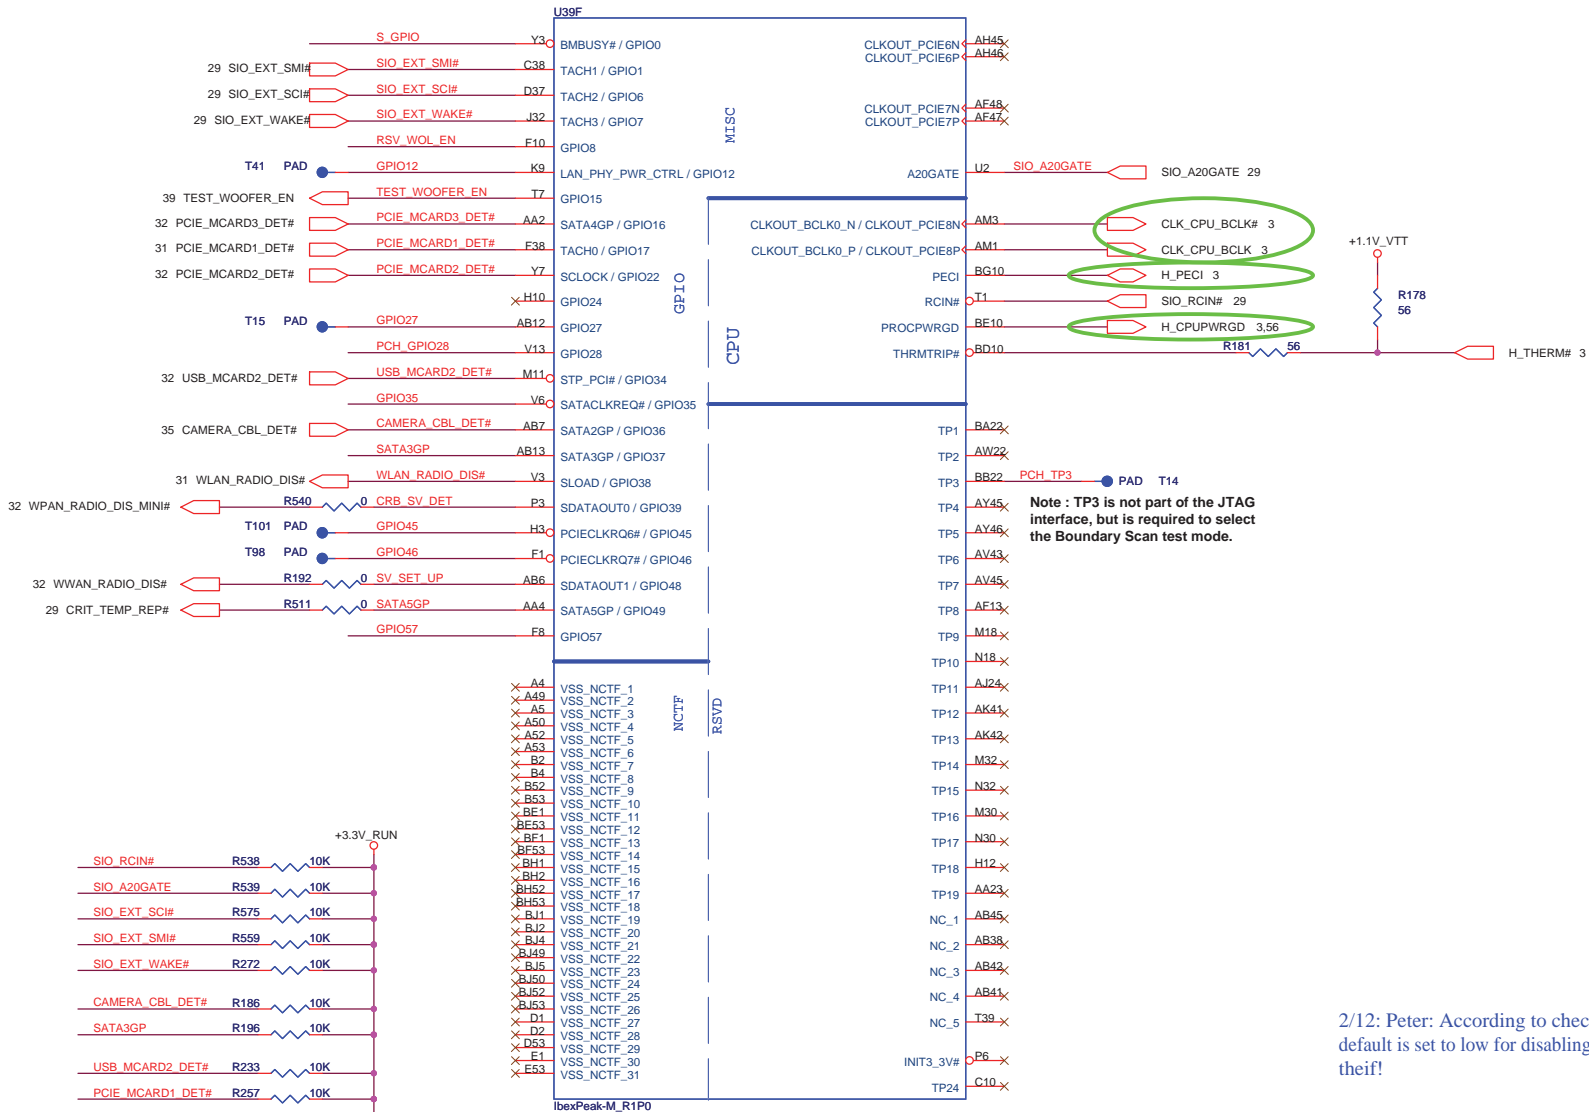 U39F
S_GPIO Y3 BMBUSY# / GPIO0
29 SIO_EXT_SMI# SIO_EXT_SMI# C38 TACH1 / GPIO1
29 SIO_EXT_SCI# SIO_EXT_SCI# D37 TACH2 / GPIO6
29 SIO_EXT_WAKE# SIO_EXT_WAKE# J32 TACH3 / GPIO7
RSV_WOL_EN F10 GPIO8
T41 PAD GPIO12 K9 LAN_PHY_PWR_CTRL / GPIO12
39 TEST_WOOFER_EN TEST_WOOFER_EN T7 GPIO15
32 PCIE_MCARD3_DET# PCIE_MCARD3_DET# AA2 SATA4GP / GPIO16
31 PCIE_MCARD1_DET# PCIE_MCARD1_DET# F38 TACH0 / GPIO17
32 PCIE_MCARD2_DET# PCIE_MCARD2_DET# Y7 SCLOCK / GPIO22
H10 GPIO24
T15 PAD GPIO27 AB12 GPIO27
PCH_GPIO28 V13 GPIO28
32 USB_MCARD2_DET# USB_MCARD2_DET# M11 STP_PCI# / GPIO34
GPIO35 V6 SATACLKREQ# / GPIO35
35 CAMERA_CBL_DET# CAMERA_CBL_DET# AB7 SATA2GP / GPIO36
SATA3GP AB13 SATA3GP / GPIO37
31 WLAN_RADIO_DIS# WLAN_RADIO_DIS# V3 SLOAD / GPIO38
32 WPAN_RADIO_DIS_MINI# R540 0 CRB_SV_DET P3 SDATAOUT0 / GPIO39
T101 PAD GPIO45 H3 PCIECLKRQ6# / GPIO45
T98 PAD GPIO46 F1 PCIECLKRQ7# / GPIO46
32 WWAN_RADIO_DIS# R192 0 SV_SET_UP AB6 SDATAOUT1 / GPIO48
29 CRIT_TEMP_REP# R511 0 SATA5GP AA4 SATA5GP / GPIO49
GPIO57 F8 GPIO57
MISC
GPIO
CPU
NCTF
RSVD
A4 VSS_NCTF_1
A49 VSS_NCTF_2
A5 VSS_NCTF_3
A50 VSS_NCTF_4
A52 VSS_NCTF_5
A53 VSS_NCTF_6
B2 VSS_NCTF_7
B4 VSS_NCTF_8
B52 VSS_NCTF_9
B53 VSS_NCTF_10
BE1 VSS_NCTF_11
BE53 VSS_NCTF_12
BF1 VSS_NCTF_13
BF53 VSS_NCTF_14
BH1 VSS_NCTF_15
BH2 VSS_NCTF_16
BH52 VSS_NCTF_17
BH53 VSS_NCTF_18
BJ1 VSS_NCTF_19
BJ2 VSS_NCTF_20
BJ4 VSS_NCTF_21
BJ49 VSS_NCTF_22
BJ5 VSS_NCTF_23
BJ50 VSS_NCTF_24
BJ52 VSS_NCTF_25
BJ53 VSS_NCTF_26
D1 VSS_NCTF_27
D2 VSS_NCTF_28
D53 VSS_NCTF_29
E1 VSS_NCTF_30
E53 VSS_NCTF_31
IbexPeak-M_R1P0
CLKOUT_PCIE6N AH45
CLKOUT_PCIE6P AH46
CLKOUT_PCIE7N AF48
CLKOUT_PCIE7P AF47
A20GATE U2 SIO_A20GATE SIO_A20GATE 29
CLKOUT_BCLK0_N / CLKOUT_PCIE8N AM3 CLK_CPU_BCLK# 3
CLKOUT_BCLK0_P / CLKOUT_PCIE8P AM1 CLK_CPU_BCLK 3
PECI BG10 H_PECI 3
RCIN# T1 SIO_RCIN# 29
PROCPWRGD BE10 H_CPUPWRGD 3,56
THRMTRIP# BD10 R181 56 H_THERM# 3
+1.1V_VTT
R178
56
TP1 BA22
TP2 AW22
TP3 BB22 PCH_TP3 PAD T14
Note : TP3 is not part of the JTAG
interface, but is required to select
the Boundary Scan test mode.
TP4 AY45
TP5 AY46
TP6 AV43
TP7 AV45
TP8 AF13
TP9 M18
TP10 N18
TP11 AJ24
TP12 AK41
TP13 AK42
TP14 M32
TP15 N32
TP16 M30
TP17 N30
TP18 H12
TP19 AA23
NC_1 AB45
NC_2 AB38
NC_3 AB42
NC_4 AB41
NC_5 T39
INIT3_3V# P6
TP24 C10
+3.3V_RUN
SIO_RCIN# R538 10K
SIO_A20GATE R539 10K
SIO_EXT_SCI# R575 10K
SIO_EXT_SMI# R559 10K
SIO_EXT_WAKE# R272 10K
CAMERA_CBL_DET# R186 10K
SATA3GP R196 10K
USB_MCARD2_DET# R233 10K
PCIE_MCARD1_DET# R257 10K
2/12: Peter: According to chec
default is set to low for disabling
theif!